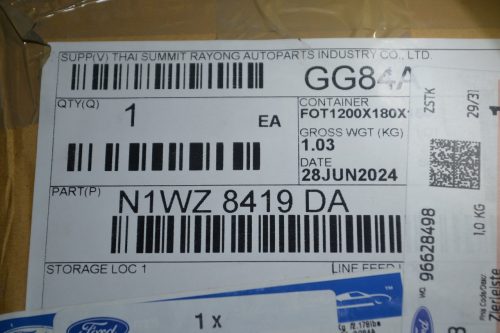 SUPP(V) THAI SUMMIT RAYONG AUTOPARTS INDUSTRY CO., LTD.
GG84A
QTY(Q)
1
EA
CONTAINER
FOT1200X180X
GROSS WGT (KG)
1.03
DATE
28JUN2024
PART(P)
N1WZ 8419 DA
STORAGE LOC 1
LINE FEED
ZSTK
29/31
96628498
1,0 KG
Ford
1 x